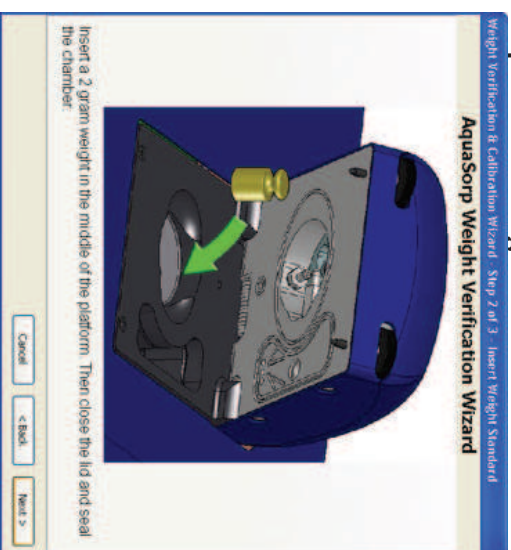 Weight Verification & Calibration Wizard - Step 2 of 3 - Insert Weight Standard
AquaSorp Weight Verification Wizard
Insert a 2 gram weight in the middle of the platform. Then close the lid and seal
the chamber.
Cancel
< Back
Next >